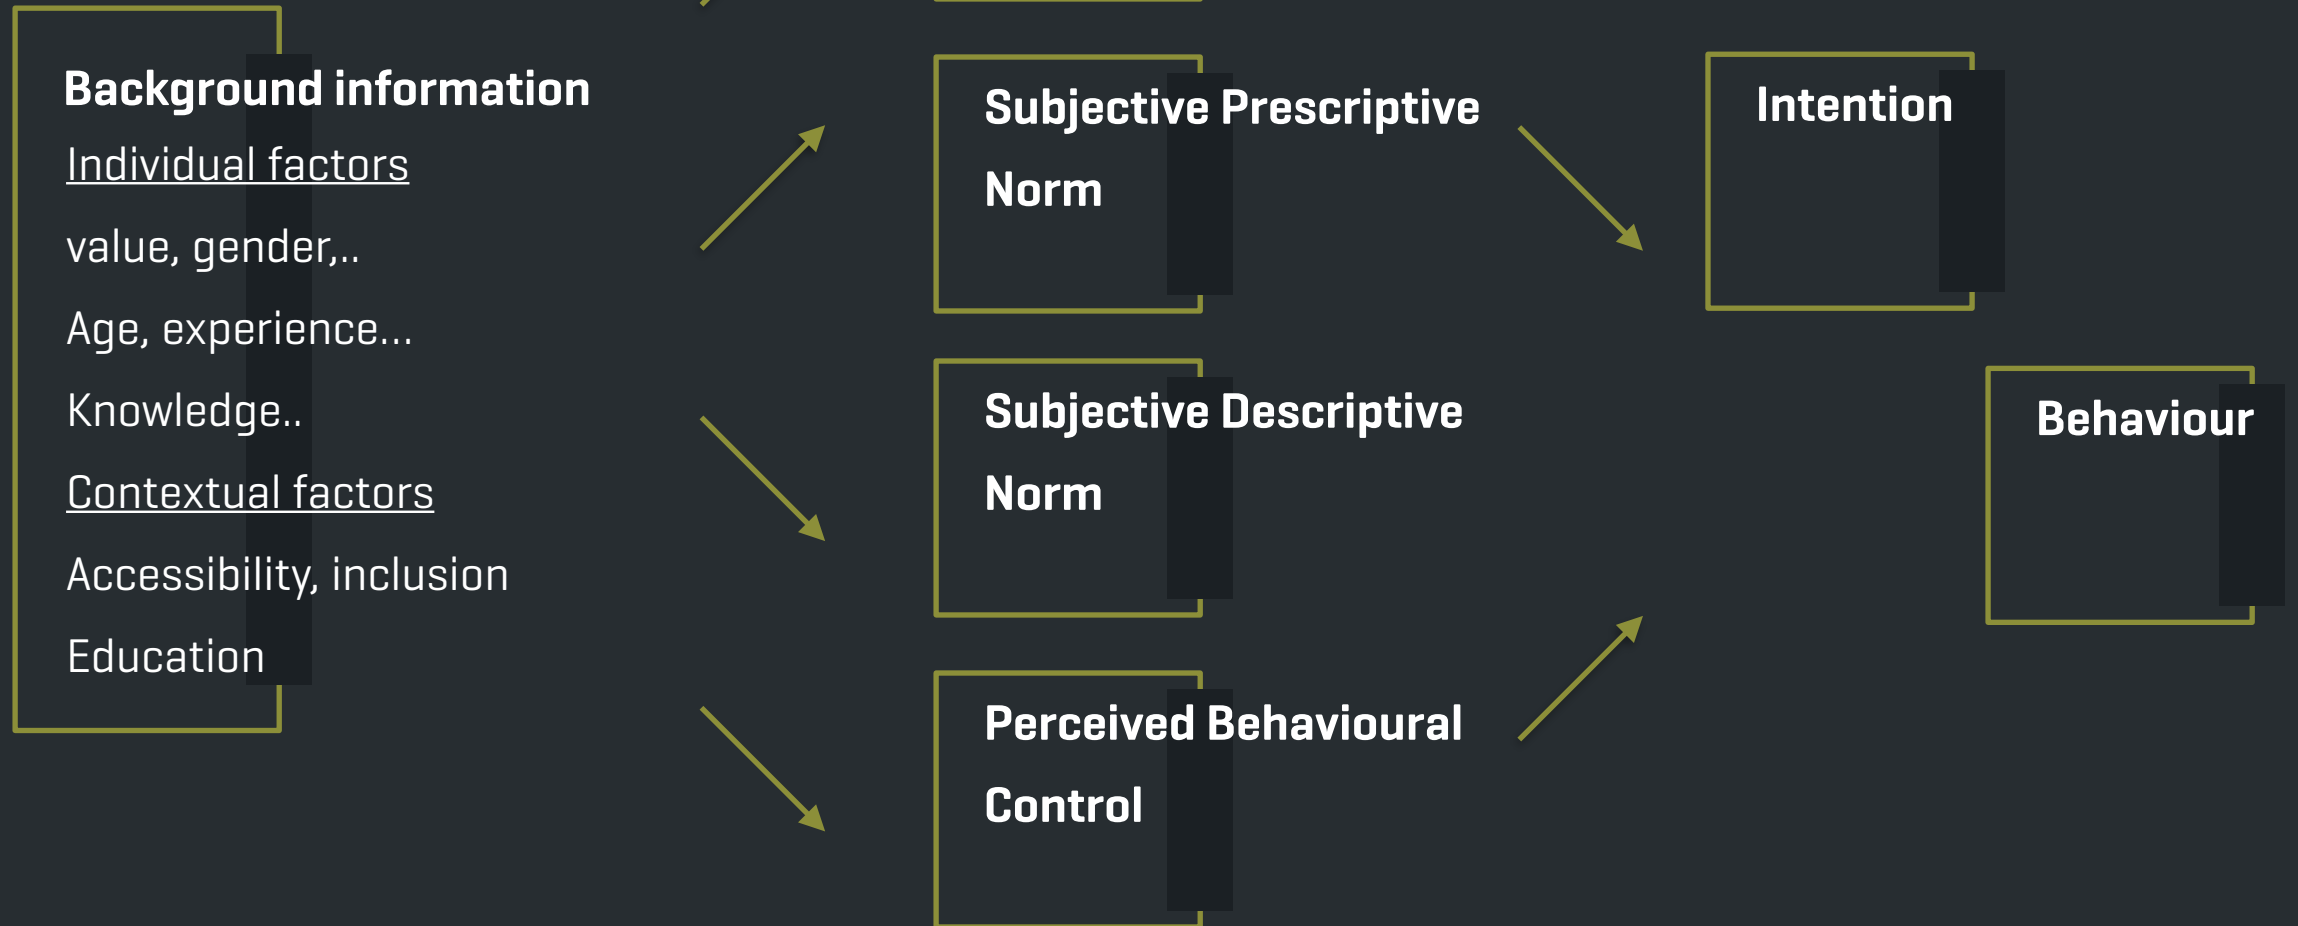 Background information
Individual factors
value, gender,..
Age, experience...
Knowledge..
Contextual factors
Accessibility, inclusion
Education
Subjective Prescriptive
Norm
Subjective Descriptive
Norm
Perceived Behavioural
Control
Intention
Behaviour